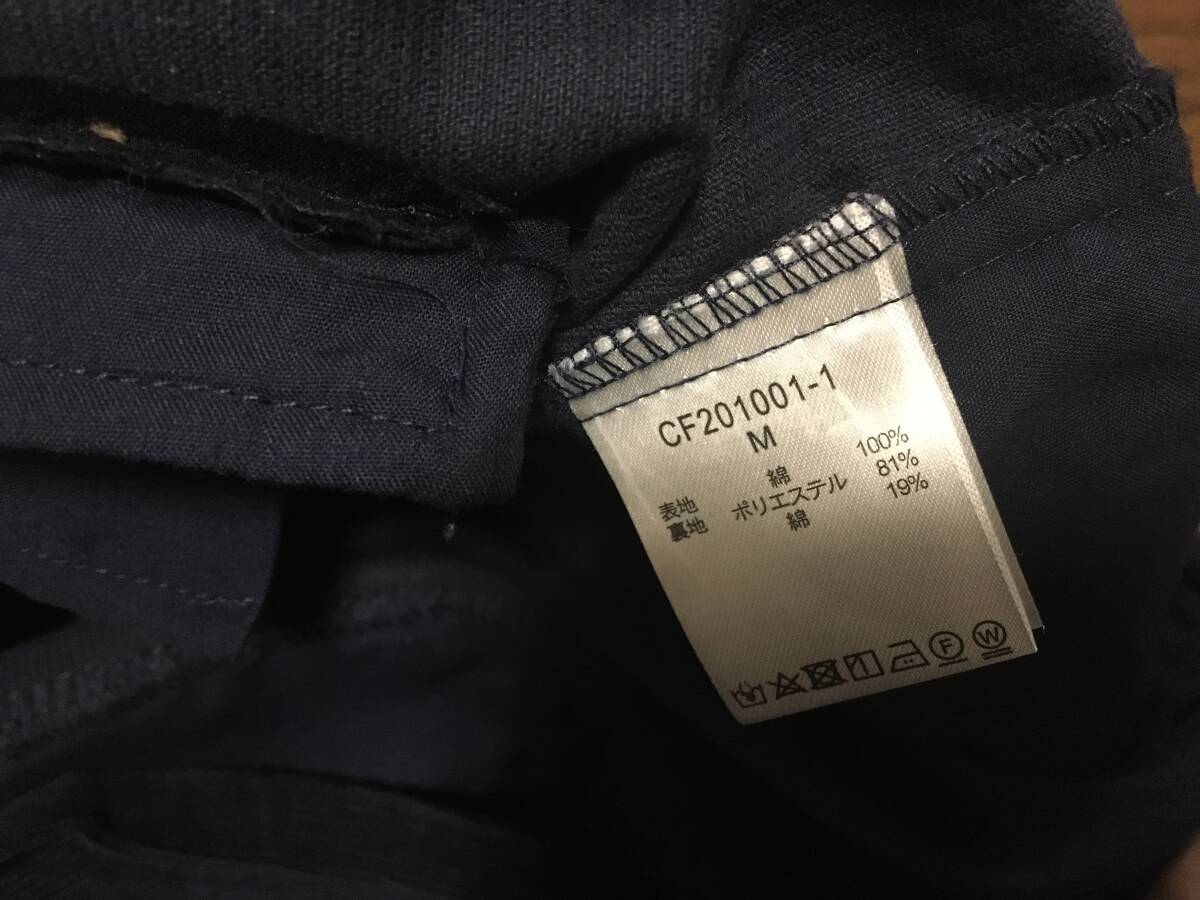 CF201001-1
M
表地 綿 100%
裏地 ポリエステル 81%
綿 19%
F W